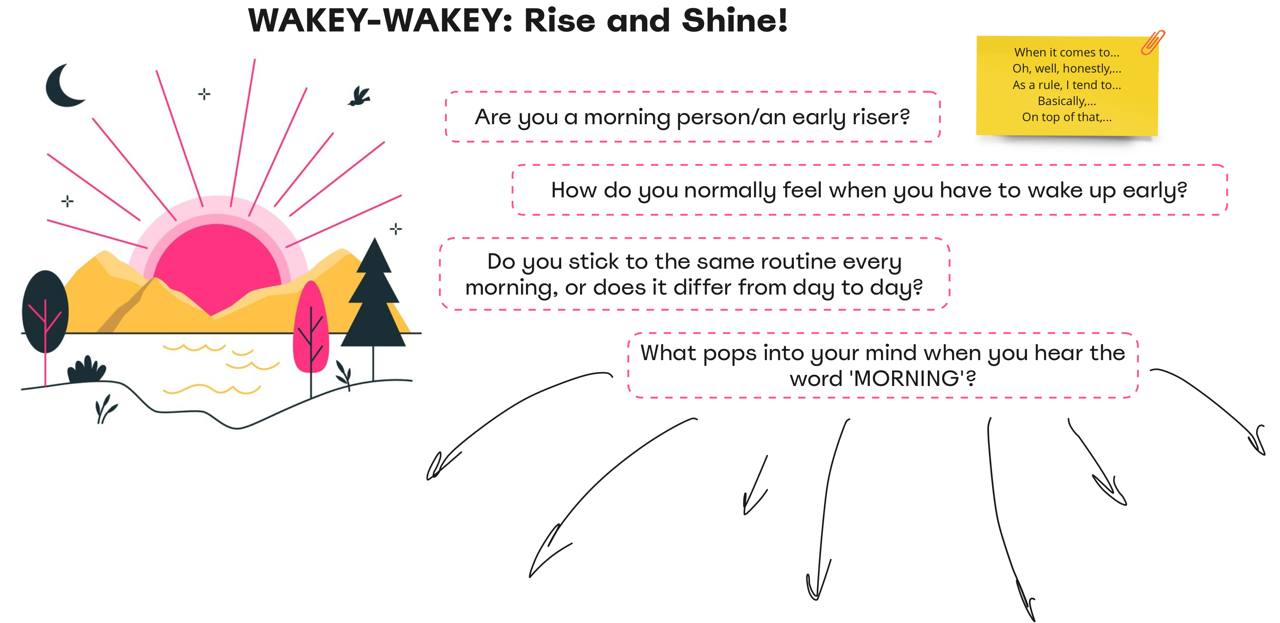 WAKEY-WAKEY: Rise and Shine!
When it comes to...
Oh, well, honestly,...
As a rule, I tend to...
Basically,...
On top of that,...
Are you a morning person/an early riser?
How do you normally feel when you have to wake up early?
Do you stick to the same routine every
morning, or does it differ from day to day?
What pops into your mind when you hear the
word 'MORNING'?